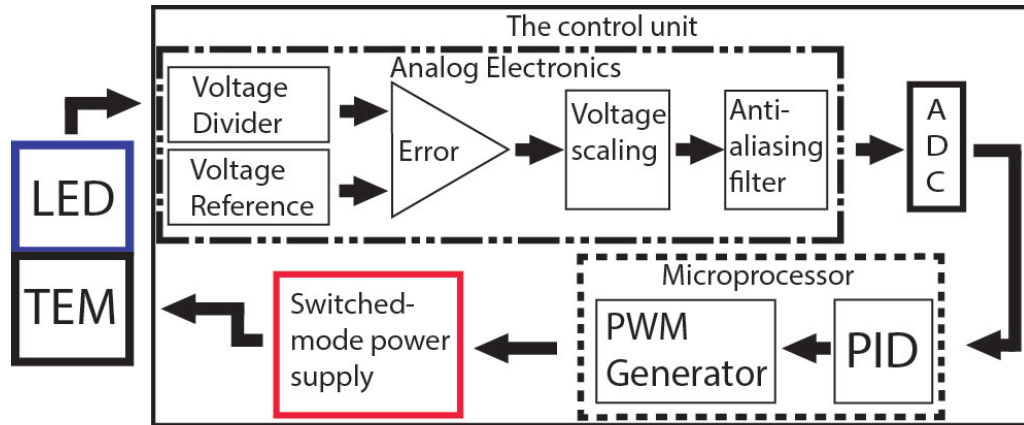 The control unit
Analog Electronics
Voltage
Divider
Voltage
Reference
Error
Voltage
scaling
Anti-
aliasing
filter
A
D
C
LED
TEM
Switched-
mode power
supply
Microprocessor
PWM
Generator
PID